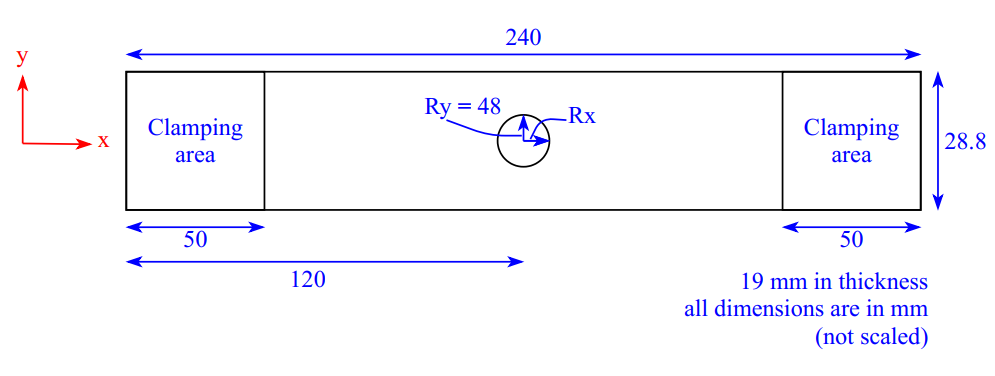 240
y
x
Clamping
area
Ry = 48
Rx
Clamping
area
28.8
50
50
120
19 mm in thickness
all dimensions are in mm
(not scaled)